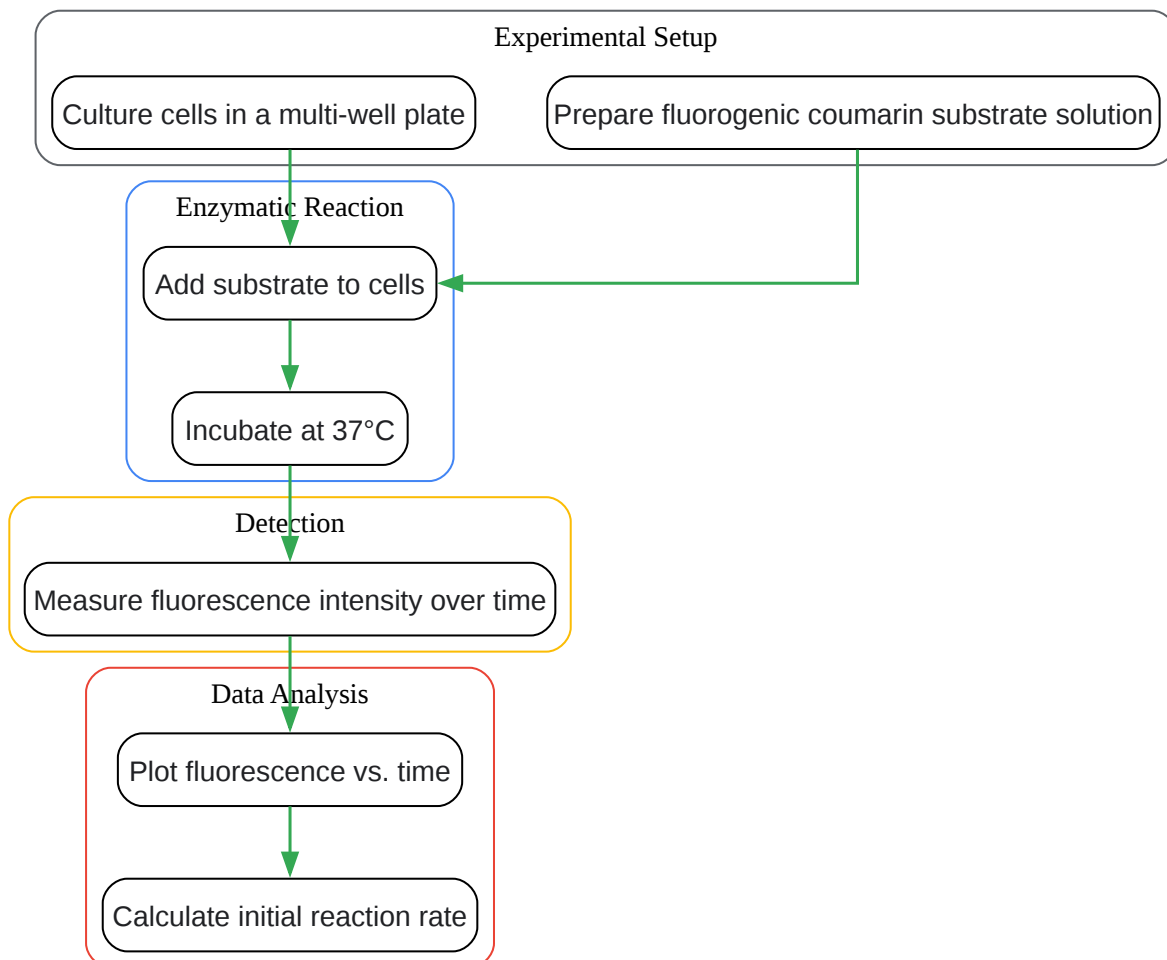 Experimental Setup
Culture cells in a multi-well plate
Prepare fluorogenic coumarin substrate solution
Enzymatic Reaction
Add substrate to cells
Incubate at 37°C
Detection
Measure fluorescence intensity over time
Data Analysis
Plot fluorescence vs. time
Calculate initial reaction rate